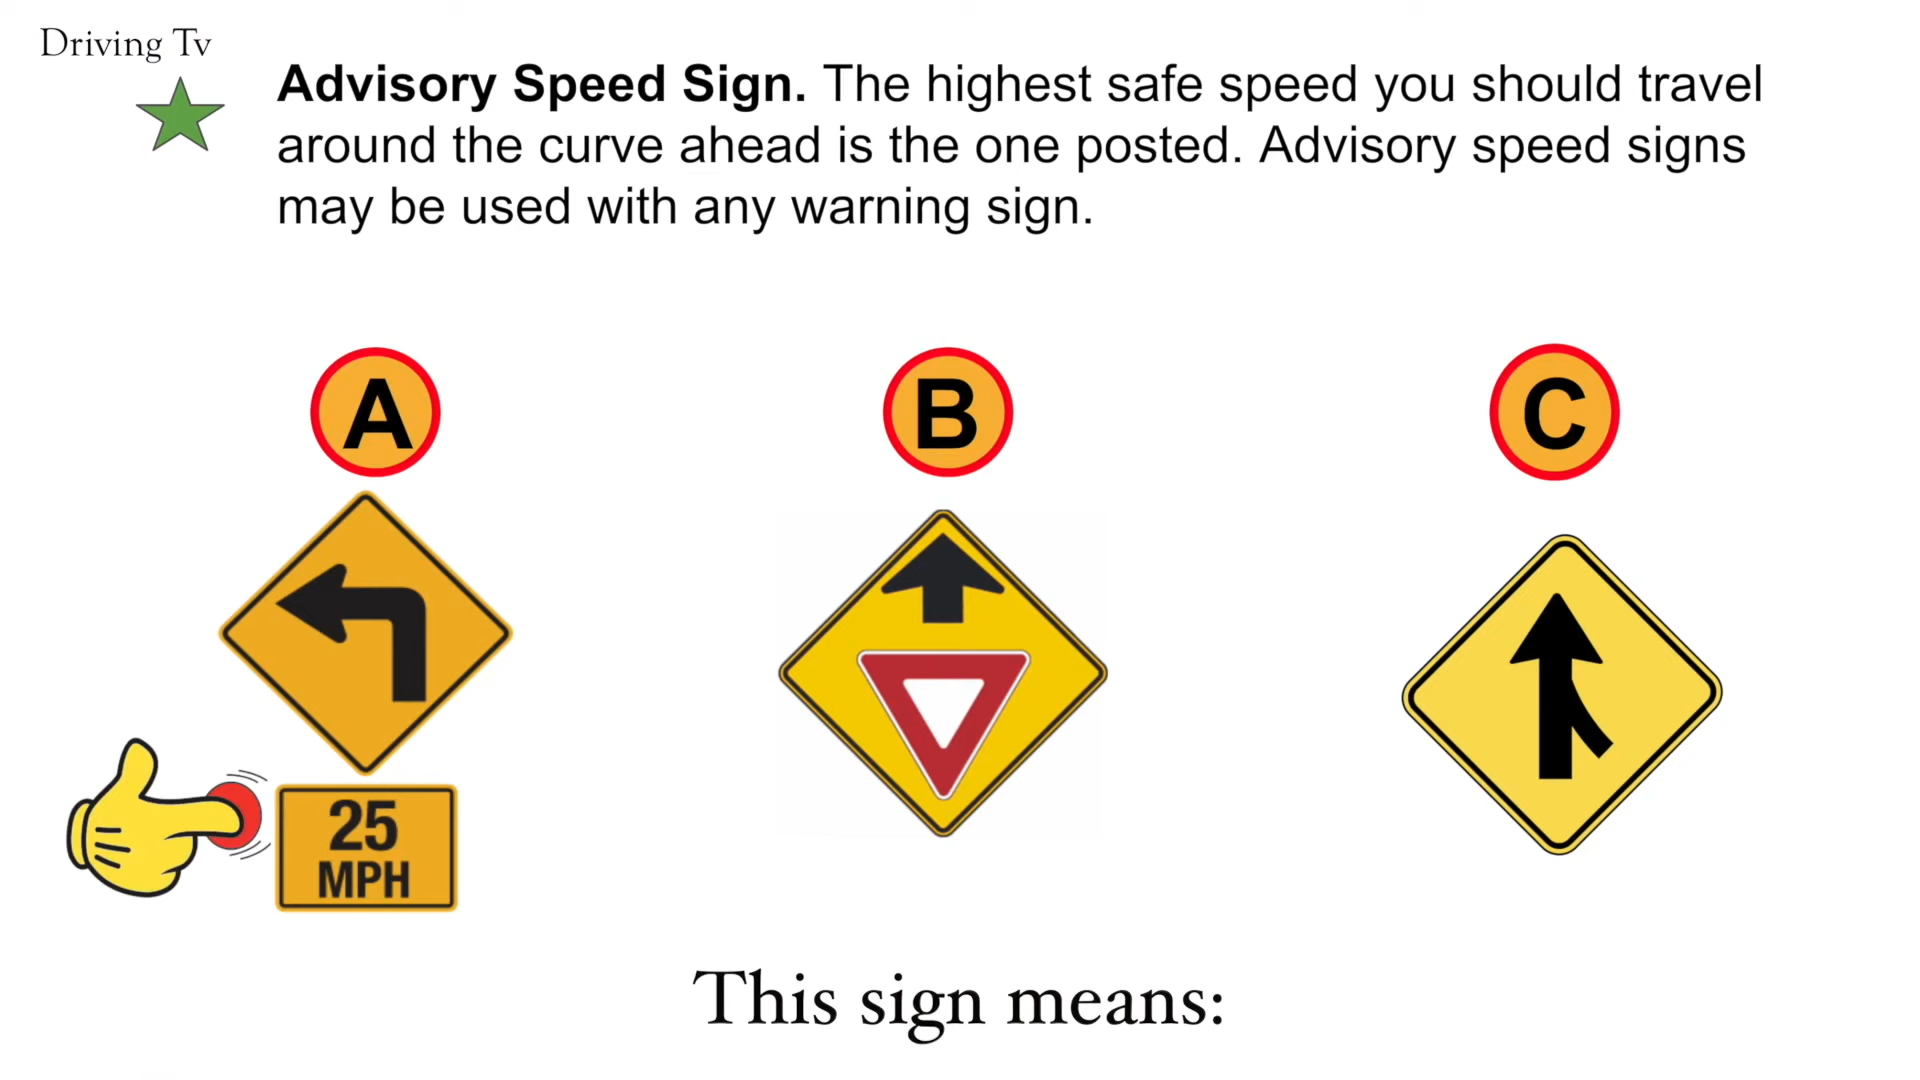 Driving Tv
Advisory Speed Sign. The highest safe speed you should travel
around the curve ahead is the one posted. Advisory speed signs
may be used with any warning sign.
A
B
C
25
MPH
This sign means: